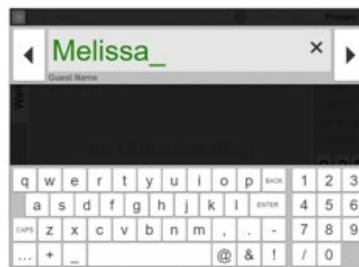 Melissa_ ×
Guest Name
q w e r t y u i o p BACK 1 2 3
a s d f g h j k l ENTER 4 5 6
CAPS z x c v b n m , . - 7 8 9
... + _ @ & ! / 0